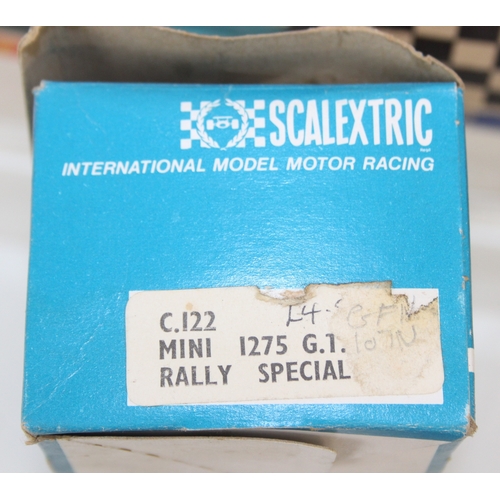 SCALEXTRIC
INTERNATIONAL MODEL MOTOR RACING
C.122
MINI 1275 G.T.
RALLY SPECIAL